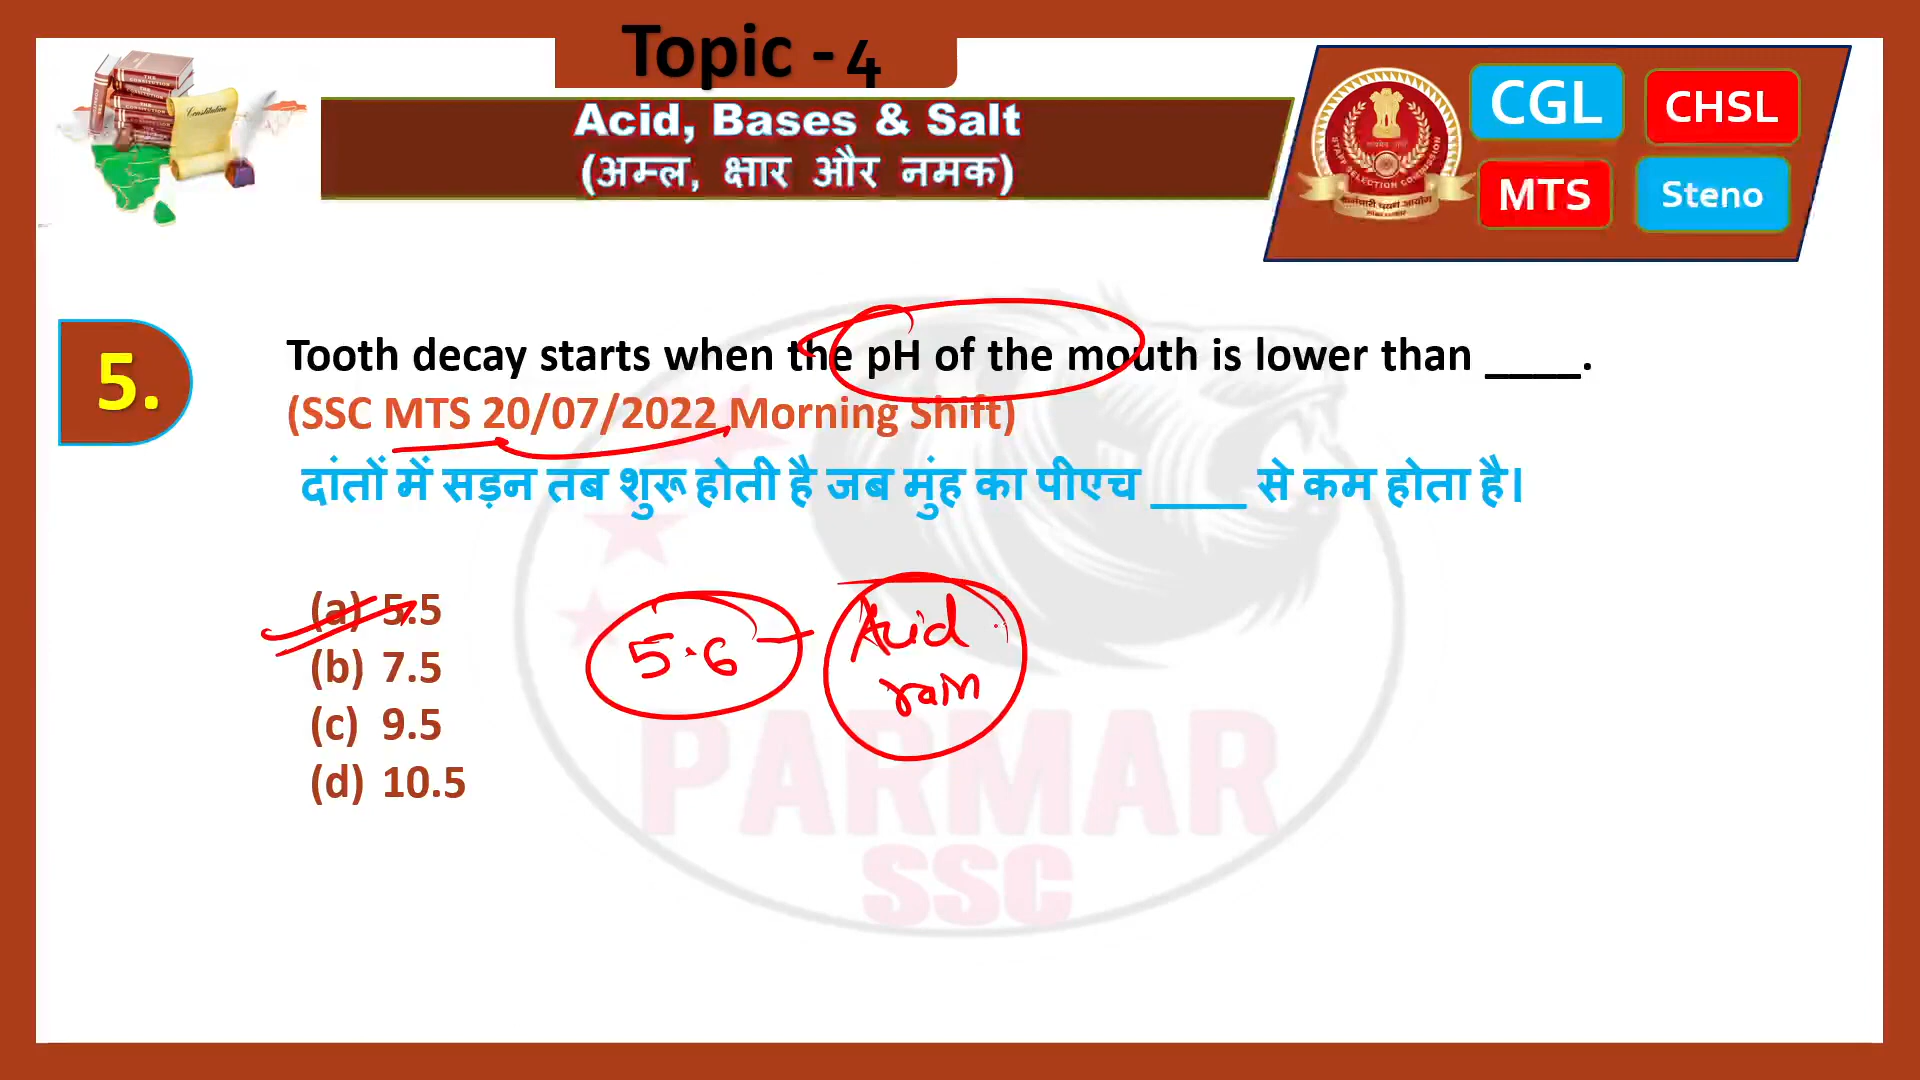 Topic - 4
Acid, Bases & Salt
(अम्ल, क्षार और नमक)
CGL
CHSL
MTS
Steno
5.
Tooth decay starts when the pH of the mouth is lower than ____.
(SSC MTS 20/07/2022 Morning Shift)
दांतों में सड़न तब शुरू होती है जब मुंह का पीएच ____ से कम होता है।
(a) 5.5
(b) 7.5
(c) 9.5
(d) 10.5
5.6 – Acid
rain
PARMAR
SSC